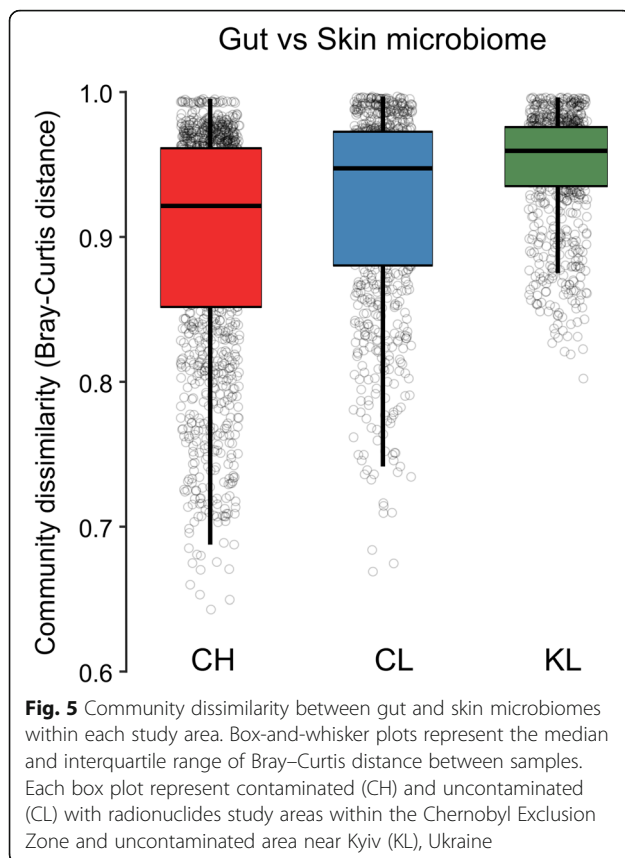 Gut vs Skin microbiome
Community dissimilarity (Bray-Curtis distance)
1.0
0.9
0.8
0.7
0.6
CH CL KL
Fig. 5 Community dissimilarity between gut and skin microbiomes
within each study area. Box-and-whisker plots represent the median
and interquartile range of Bray–Curtis distance between samples.
Each box plot represent contaminated (CH) and uncontaminated
(CL) with radionuclides study areas within the Chernobyl Exclusion
Zone and uncontaminated area near Kyiv (KL), Ukraine